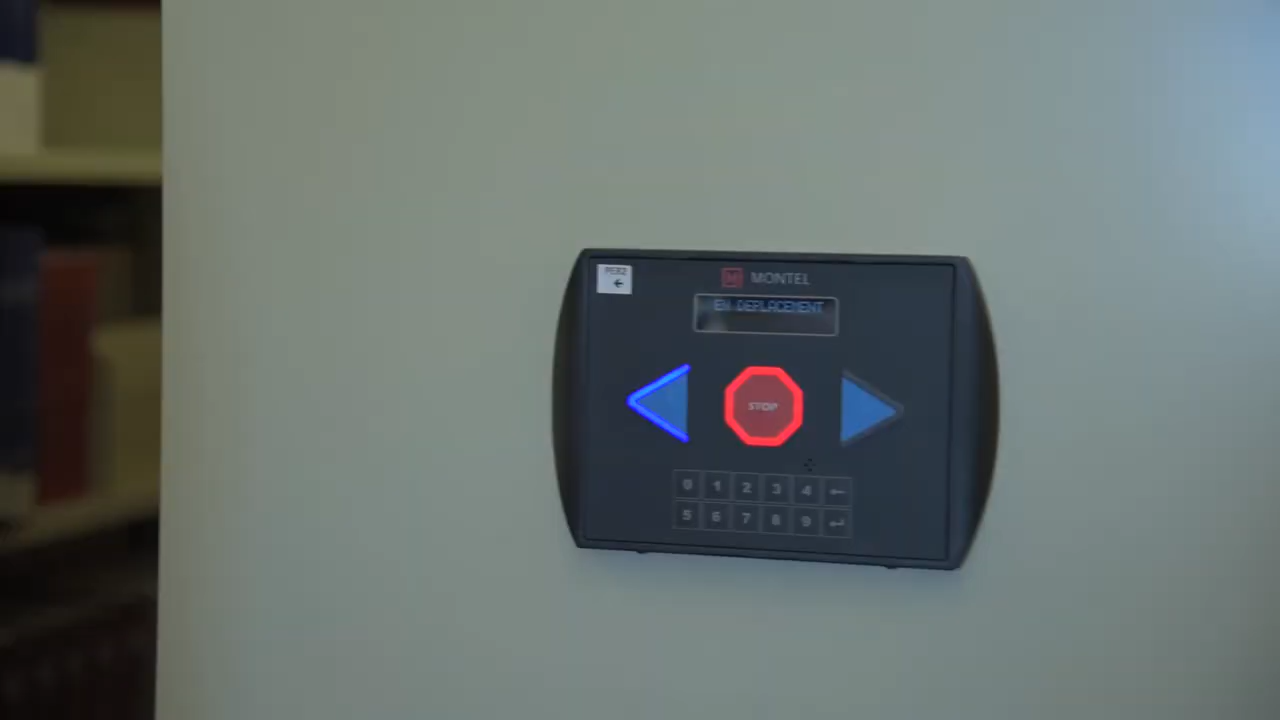 PER2
←
MONTEL
EN DEPLACEMENT
STOP
0 1 2 3 4 ←
5 6 7 8 9 ↵